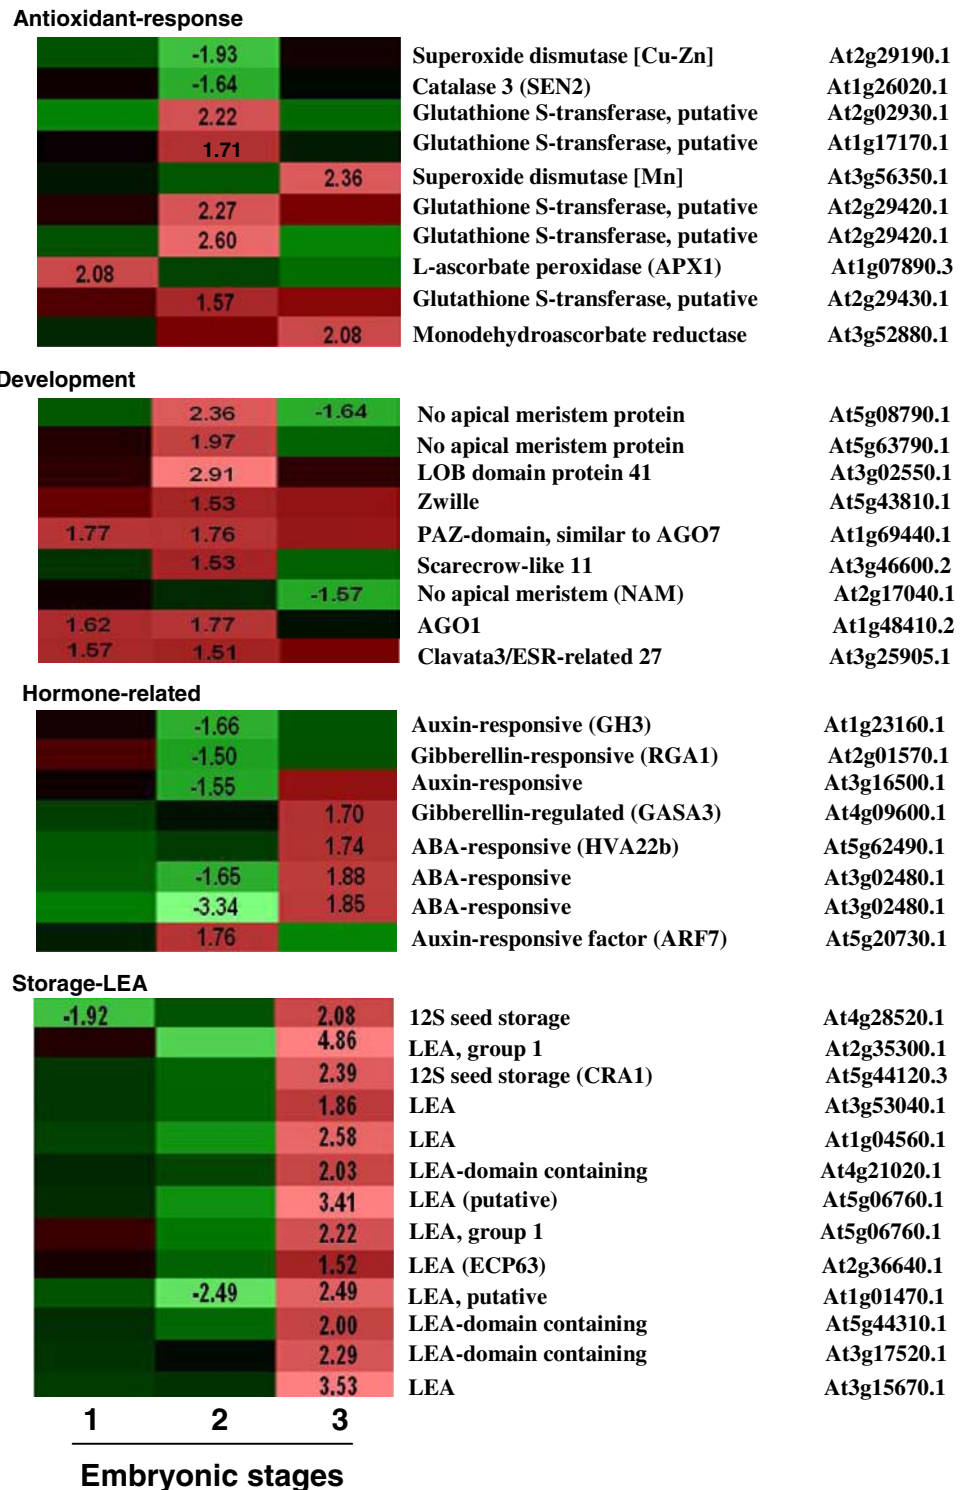 Antioxidant-response
-1.93 Superoxide dismutase [Cu-Zn] At2g29190.1
-1.64 Catalase 3 (SEN2) At1g26020.1
2.22 Glutathione S-transferase, putative At2g02930.1
1.71 Glutathione S-transferase, putative At1g17170.1
2.36 Superoxide dismutase [Mn] At3g56350.1
2.27 Glutathione S-transferase, putative At2g29420.1
2.60 Glutathione S-transferase, putative At2g29420.1
2.08 L-ascorbate peroxidase (APX1) At1g07890.3
1.57 Glutathione S-transferase, putative At2g29430.1
2.08 Monodehydroascorbate reductase At3g52880.1
Development
2.36 -1.64 No apical meristem protein At5g08790.1
1.97 No apical meristem protein At5g63790.1
2.91 LOB domain protein 41 At3g02550.1
1.53 Zwille At5g43810.1
1.77 1.76 PAZ-domain, similar to AGO7 At1g69440.1
1.53 Scarecrow-like 11 At3g46600.2
-1.57 No apical meristem (NAM) At2g17040.1
1.62 1.77 AGO1 At1g48410.2
1.57 1.51 Clavata3/ESR-related 27 At3g25905.1
Hormone-related
-1.66 Auxin-responsive (GH3) At1g23160.1
-1.50 Gibberellin-responsive (RGA1) At2g01570.1
-1.55 Auxin-responsive At3g16500.1
1.70 Gibberellin-regulated (GASA3) At4g09600.1
1.74 ABA-responsive (HVA22b) At5g62490.1
-1.65 1.88 ABA-responsive At3g02480.1
-3.34 1.85 ABA-responsive At3g02480.1
1.76 Auxin-responsive factor (ARF7) At5g20730.1
Storage-LEA
-1.92 2.08 12S seed storage At4g28520.1
4.86 LEA, group 1 At2g35300.1
2.39 12S seed storage (CRA1) At5g44120.3
1.86 LEA At3g53040.1
2.58 LEA At1g04560.1
2.03 LEA-domain containing At4g21020.1
3.41 LEA (putative) At5g06760.1
2.22 LEA, group 1 At5g06760.1
1.52 LEA (ECP63) At2g36640.1
-2.49 2.49 LEA, putative At1g01470.1
2.00 LEA-domain containing At5g44310.1
2.29 LEA-domain containing At3g17520.1
3.53 LEA At3g15670.1
1 2 3
Embryonic stages